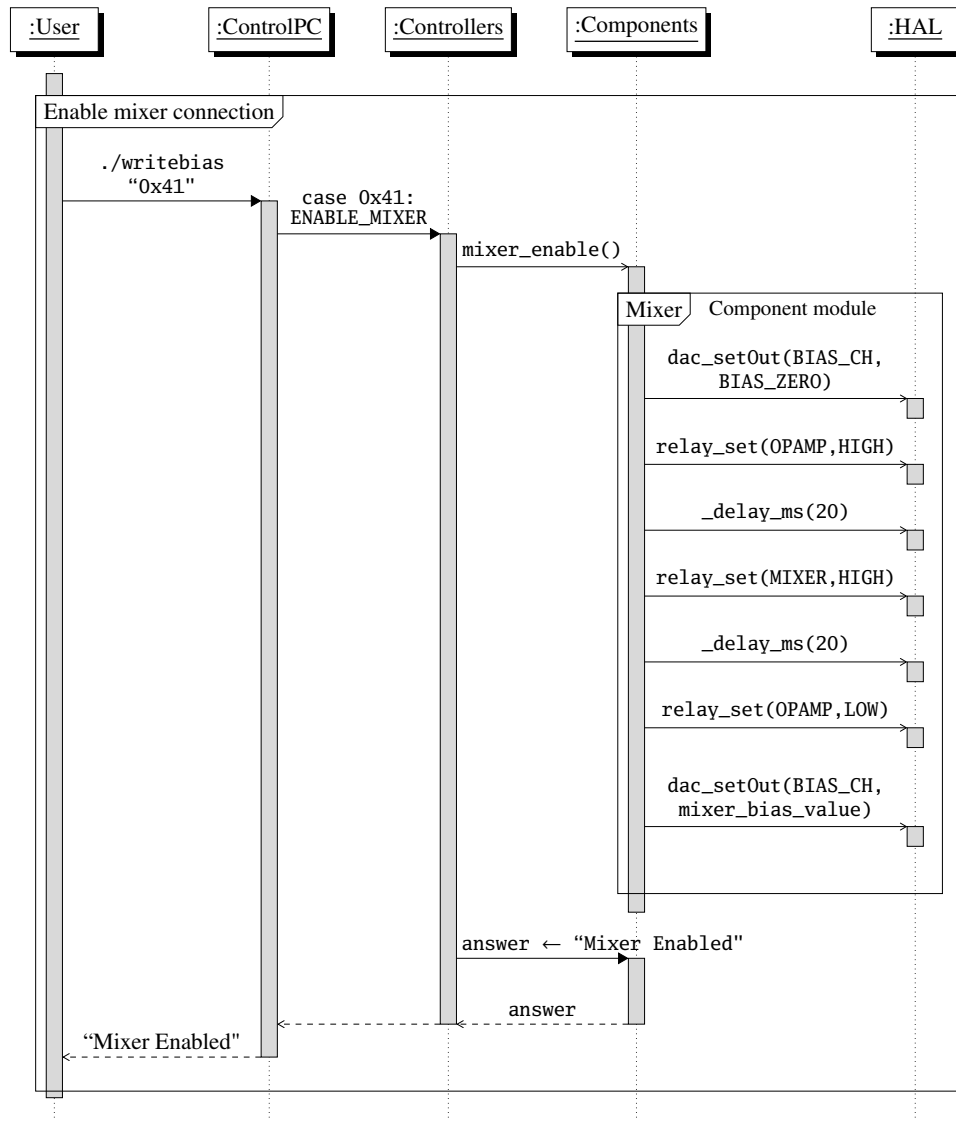 :User
:ControlPC
:Controllers
:Components
:HAL
Enable mixer connection
./writebias
“0x41"
case 0x41:
ENABLE_MIXER
mixer_enable()
Mixer
Component module
dac_setOut(BIAS_CH,
BIAS_ZERO)
relay_set(OPAMP,HIGH)
_delay_ms(20)
relay_set(MIXER,HIGH)
_delay_ms(20)
relay_set(OPAMP,LOW)
dac_setOut(BIAS_CH,
mixer_bias_value)
answer ← “Mixer Enabled"
answer
“Mixer Enabled"